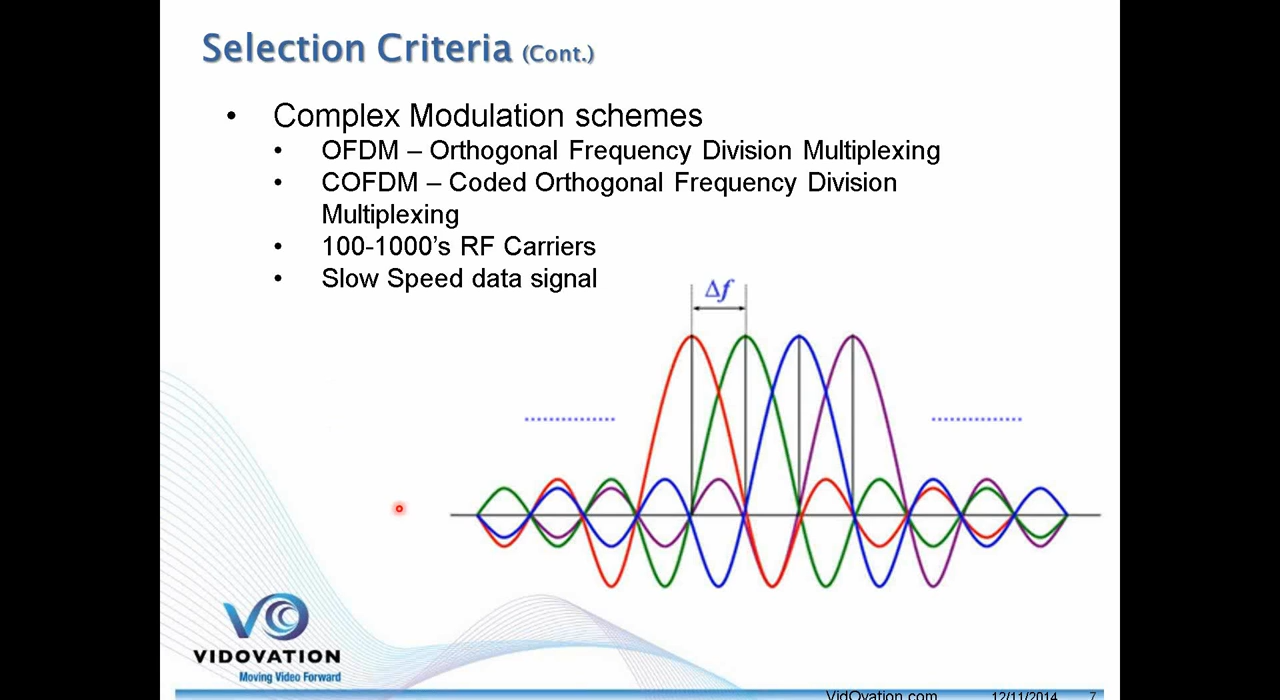 Selection Criteria (Cont.)
• Complex Modulation schemes
• OFDM – Orthogonal Frequency Division Multiplexing
• COFDM – Coded Orthogonal Frequency Division
Multiplexing
• 100-1000’s RF Carriers
• Slow Speed data signal
Δf
VIDOVATION
Moving Video Forward
VidOvation.com 12/11/2014 7